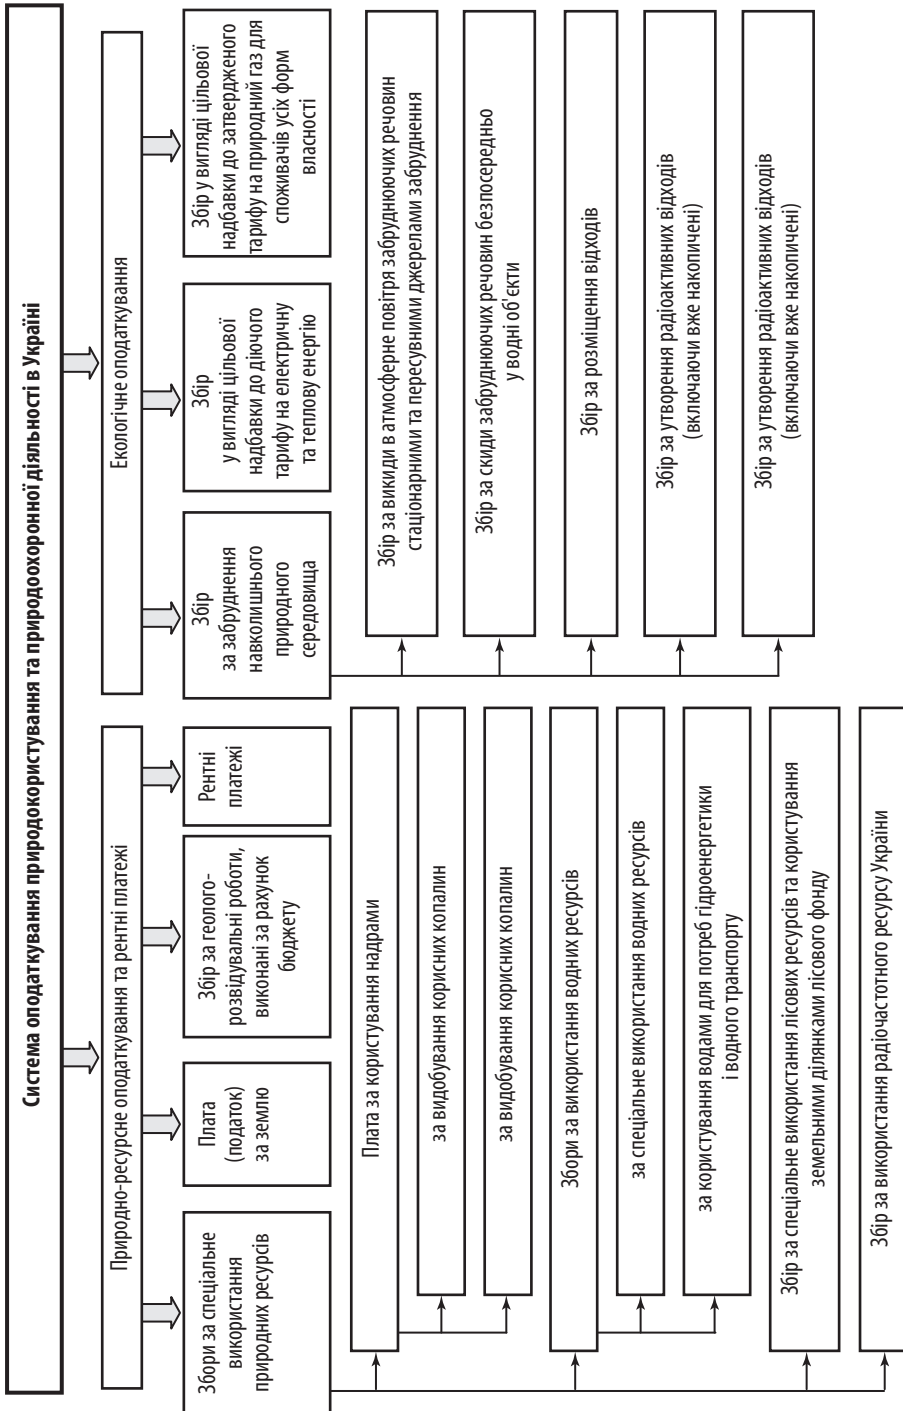 Система оподаткування природокористування та природоохоронної діяльності в Україні
Природно-ресурсне оподаткування та рентні платежі
Збори за спеціальне
використання
природних ресурсів
Плата
(податок)
за землю
Збір за геолого-
розвідувальні роботи,
виконані за рахунок
бюджету
Рентні
платежі
Плата за користування надрами
за видобування корисних копалин
за видобування корисних копалин
Збори за використання водних ресурсів
за спеціальне використання водних ресурсів
за користування водами для потреб гідроенергетики
і водного транспорту
Збір за спеціальне використання лісових ресурсів та користування
земельними ділянками лісового фонду
Збір за використання радіочастотного ресурсу України
Екологічне оподаткування
Збір
за забруднення
навколишнього
природного
середовища
Збір
у вигляді цільової
надбавки до діючого
тарифу на електричну
та теплову енергію
Збір у вигляді цільової
надбавки до затвердженого
тарифу на природний газ для
споживачів усіх форм
власності
Збір за викиди в атмосферне повітря забруднюючих речовин
стаціонарними та пересувними джерелами забруднення
Збір за скиди забруднюючих речовин безпосередньо
у водні об'єкти
Збір за розміщення відходів
Збір за утворення радіоактивних відходів
(включаючи вже накопичені)
Збір за утворення радіоактивних відходів
(включаючи вже накопичені)